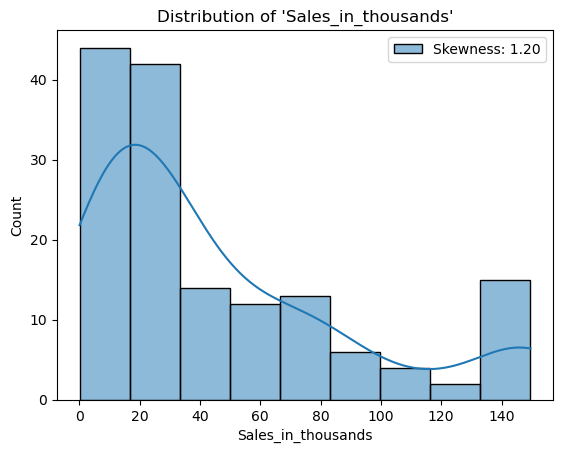 Distribution of 'Sales_in_thousands'
Skewness: 1.20
Count
40
30
20
10
0
0 20 40 60 80 100 120 140
Sales_in_thousands